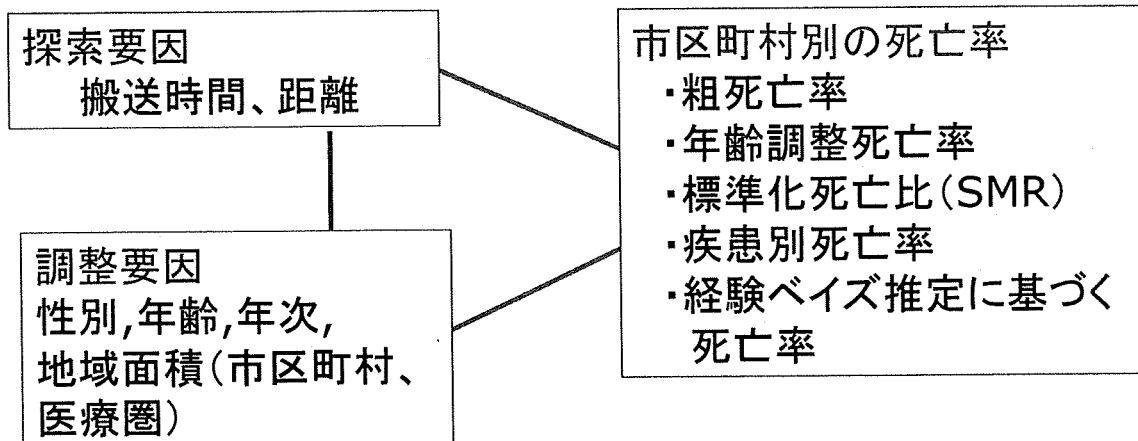 探索要因
搬送時間、距離
調整要因
性別,年齢,年次,
地域面積(市区町村、
医療圏)
市区町村別の死亡率
・粗死亡率
・年齢調整死亡率
・標準化死亡比(SMR)
・疾患別死亡率
・経験ベイズ推定に基づく
死亡率